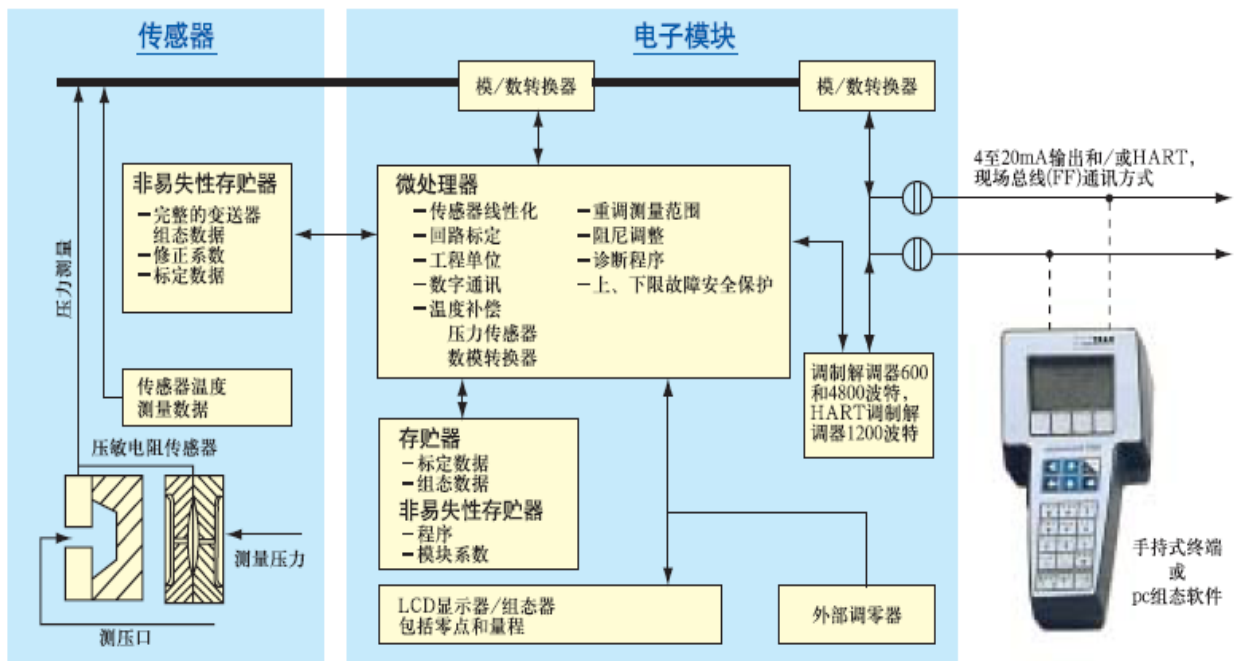 传感器
电子模块
模/数转换器
模/数转换器
非易失性存贮器
－完整的变送器
组态数据
－修正系数
－标定数据
微处理器
－传感器线性化
－回路标定
－工程单位
－数字通讯
－温度补偿
压力传感器
数模转换器
－重调测量范围
－阻尼调整
－诊断程序
－上、下限故障安全保护
4至20mA输出和/或HART,
现场总线(FF)通讯方式
压力测量
传感器温度
测量数据
压敏电阻传感器
测量压力
测压口
存贮器
－标定数据
－组态数据
非易失性存贮器
－程序
－模块系数
调制解调器600
和4800波特,
HART调制解
调器1200波特
LCD显示器/组态器
包括零点和量程
外部调零器
手持式终端
或
pc组态软件